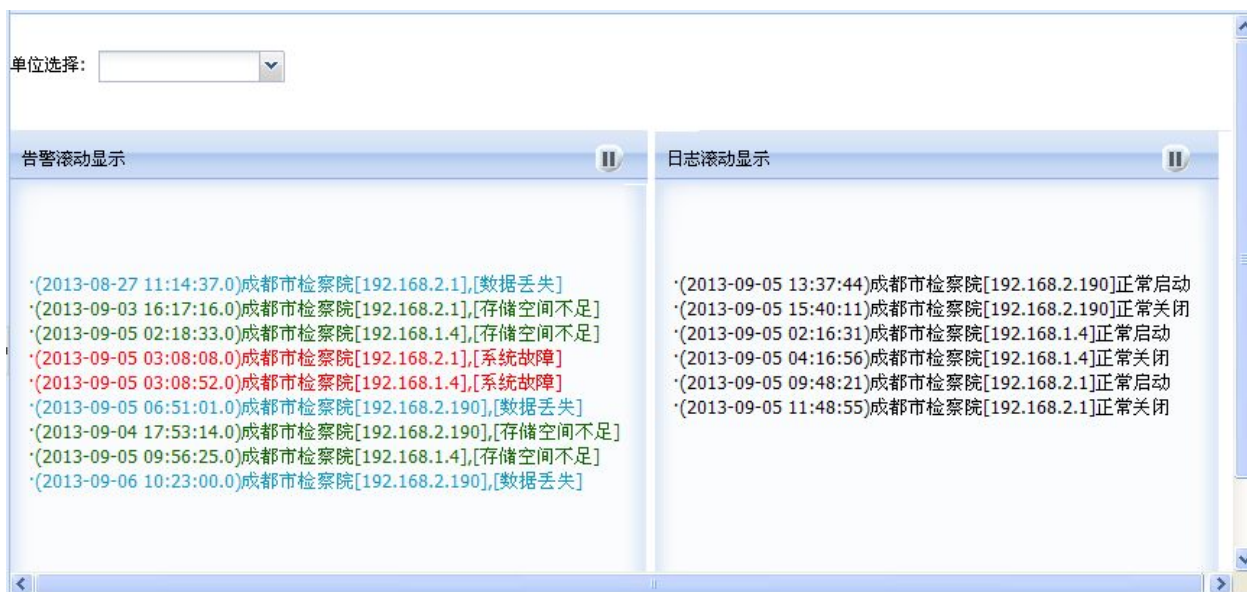 单位选择:
告警滚动显示
·(2013-08-27 11:14:37.0)成都市检察院[192.168.2.1],[数据丢失]
·(2013-09-03 16:17:16.0)成都市检察院[192.168.2.1],[存储空间不足]
·(2013-09-05 02:18:33.0)成都市检察院[192.168.1.4],[存储空间不足]
·(2013-09-05 03:08:08.0)成都市检察院[192.168.2.1],[系统故障]
·(2013-09-05 03:08:52.0)成都市检察院[192.168.1.4],[系统故障]
·(2013-09-05 06:51:01.0)成都市检察院[192.168.2.190],[数据丢失]
·(2013-09-04 17:53:14.0)成都市检察院[192.168.2.190],[存储空间不足]
·(2013-09-05 09:56:25.0)成都市检察院[192.168.1.4],[存储空间不足]
·(2013-09-06 10:23:00.0)成都市检察院[192.168.2.190],[数据丢失]
日志滚动显示
·(2013-09-05 13:37:44)成都市检察院[192.168.2.190]正常启动
·(2013-09-05 15:40:11)成都市检察院[192.168.2.190]正常关闭
·(2013-09-05 02:16:31)成都市检察院[192.168.1.4]正常启动
·(2013-09-05 04:16:56)成都市检察院[192.168.1.4]正常关闭
·(2013-09-05 09:48:21)成都市检察院[192.168.2.1]正常启动
·(2013-09-05 11:48:55)成都市检察院[192.168.2.1]正常关闭